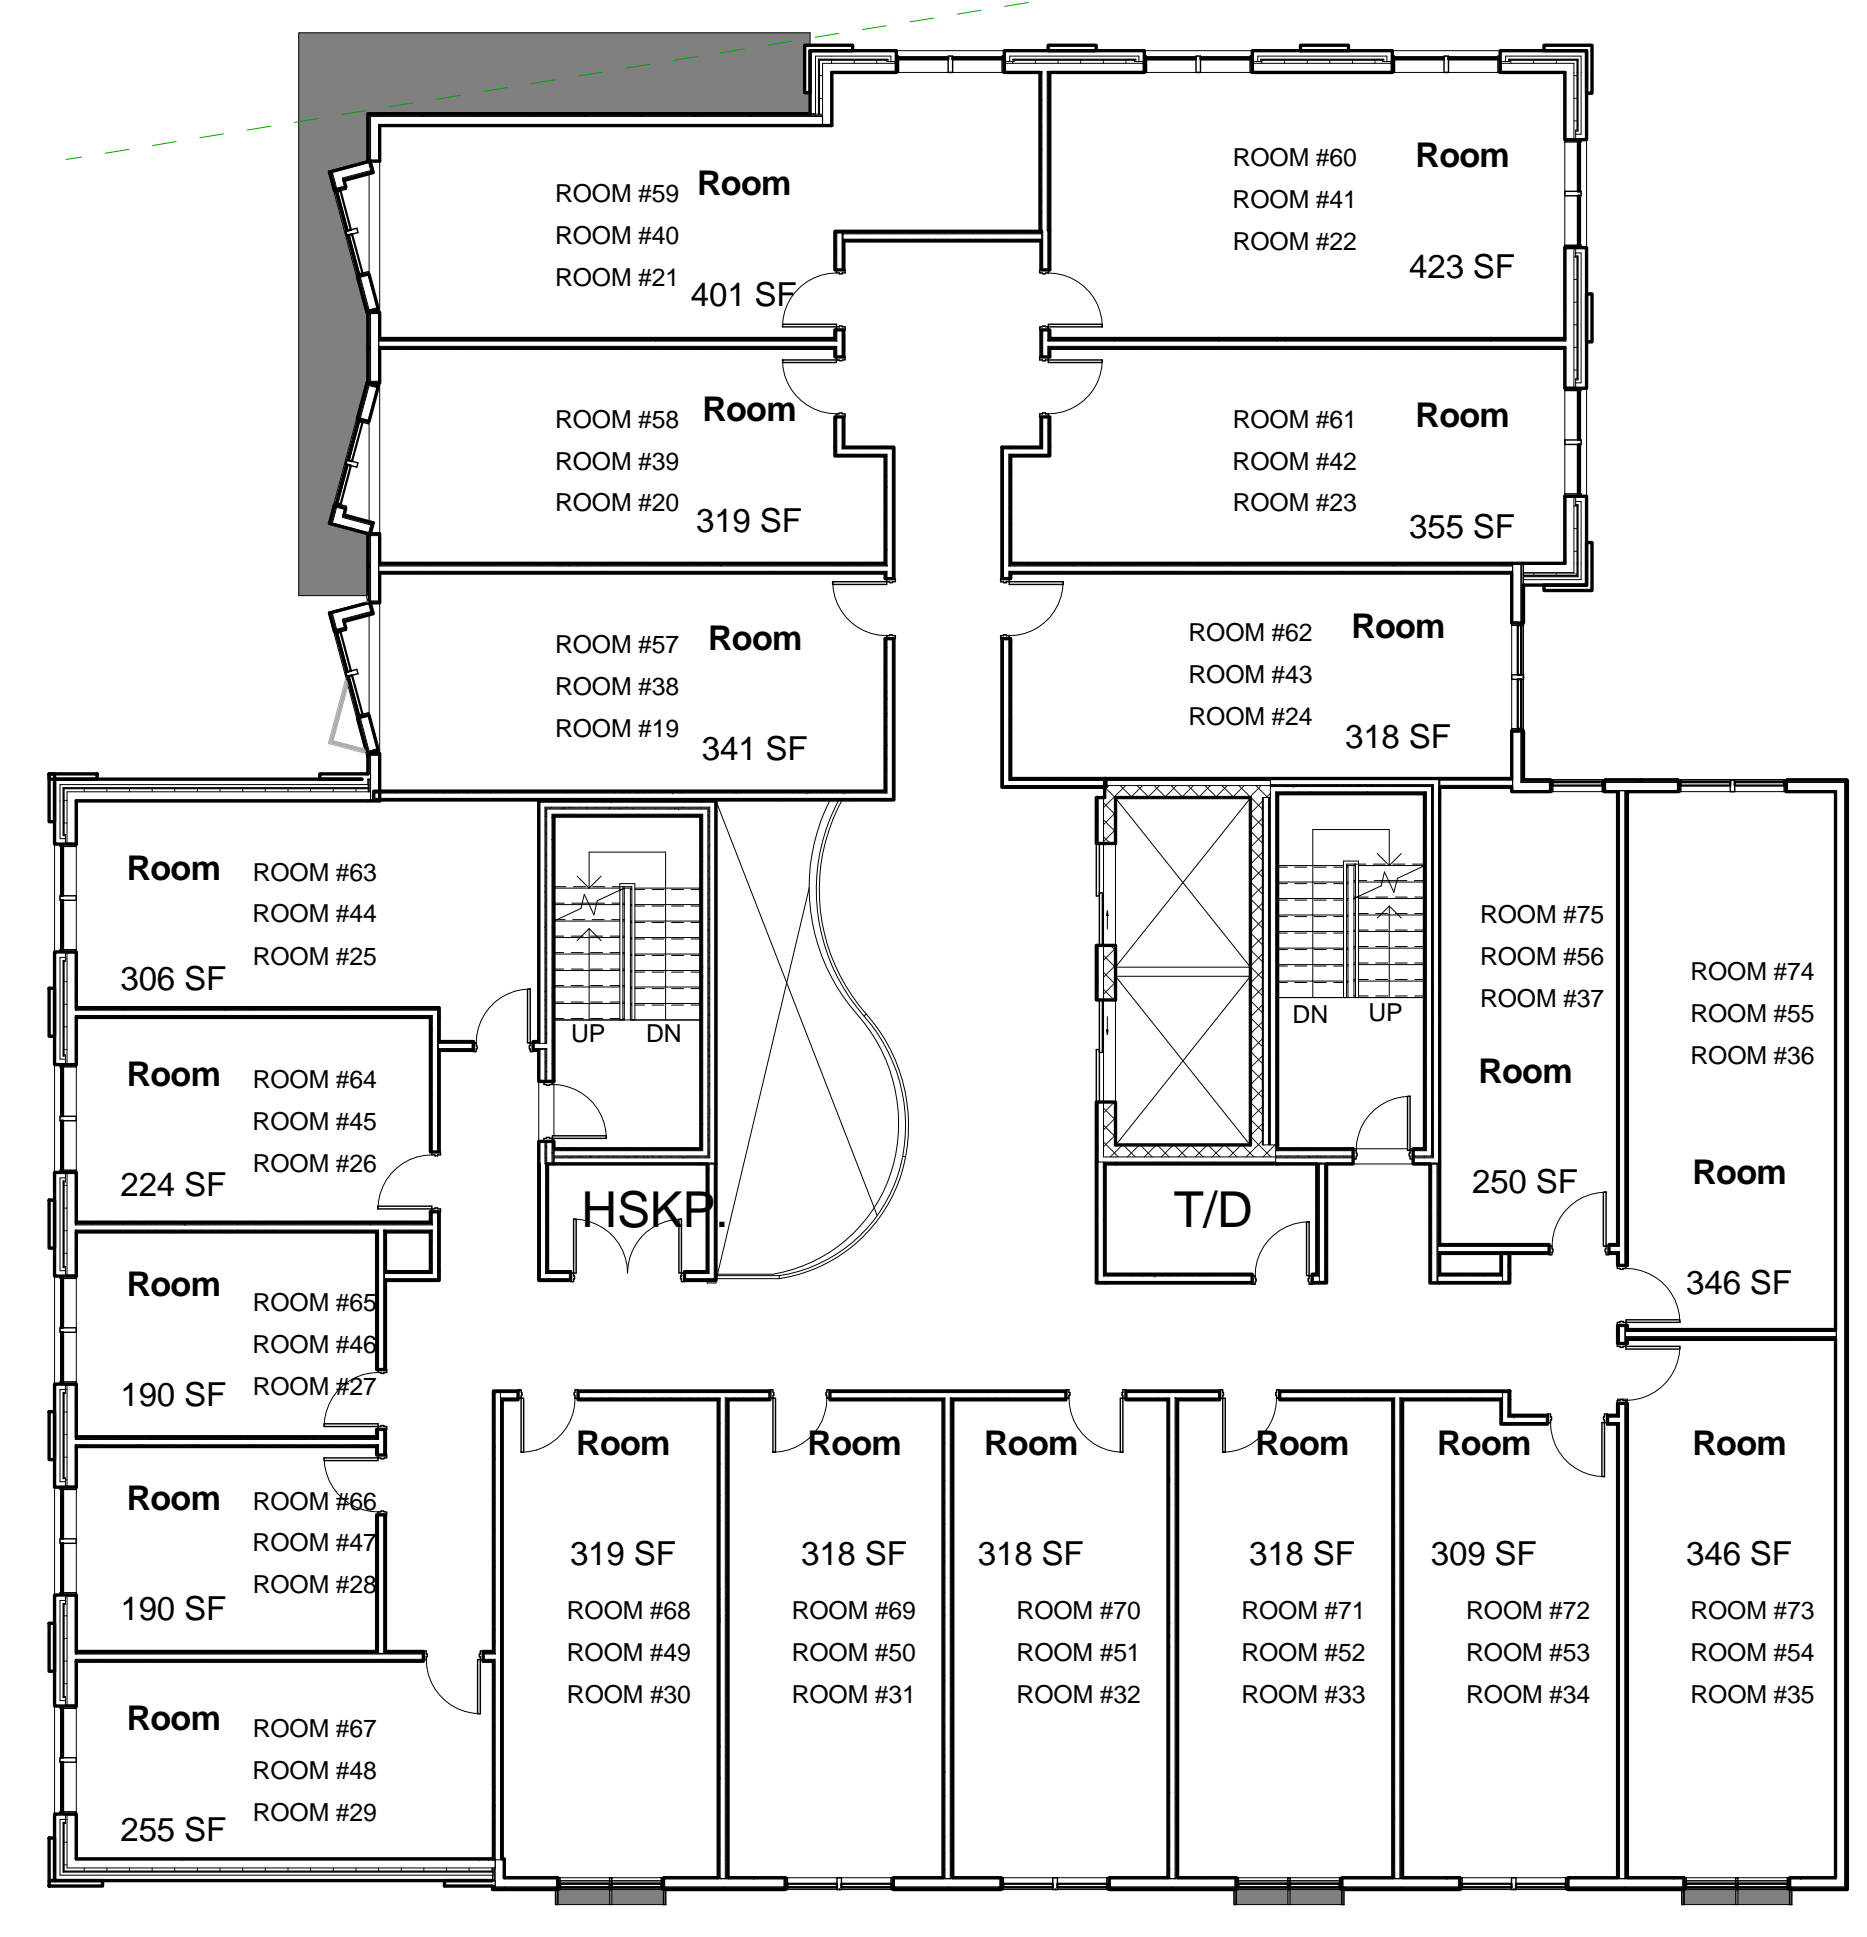 Room
ROOM #59
ROOM #40
ROOM #21
401 SF
ROOM #60
ROOM #41
ROOM #22
Room
423 SF
ROOM #58
ROOM #39
ROOM #20
Room
319 SF
ROOM #61
ROOM #42
ROOM #23
Room
355 SF
ROOM #57
ROOM #38
ROOM #19
Room
341 SF
ROOM #62
ROOM #43
ROOM #24
Room
318 SF
Room
ROOM #63
ROOM #44
ROOM #25
306 SF
UP
DN
DN
UP
ROOM #75
ROOM #56
ROOM #37
Room
250 SF
ROOM #74
ROOM #55
ROOM #36
Room
346 SF
Room
ROOM #64
ROOM #45
ROOM #26
224 SF
HSKP.
T/D
Room
ROOM #65
ROOM #46
ROOM #27
190 SF
Room
ROOM #66
ROOM #47
ROOM #28
190 SF
Room
ROOM #67
ROOM #48
ROOM #29
255 SF
Room
319 SF
ROOM #68
ROOM #49
ROOM #30
Room
318 SF
ROOM #69
ROOM #50
ROOM #31
Room
318 SF
ROOM #70
ROOM #51
ROOM #32
Room
318 SF
ROOM #71
ROOM #52
ROOM #33
Room
309 SF
ROOM #72
ROOM #53
ROOM #34
Room
346 SF
ROOM #73
ROOM #54
ROOM #35